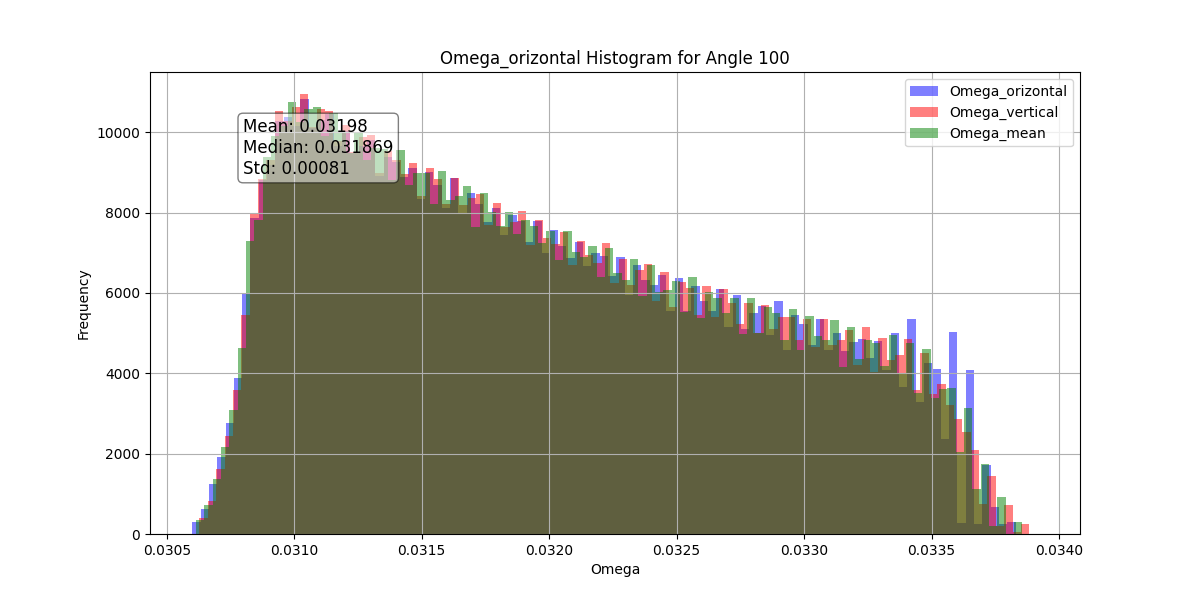 Omega_orizontal Histogram for Angle 100
Omega_orizontal
Omega_vertical
Omega_mean
Mean: 0.03198
Median: 0.031869
Std: 0.00081
Frequency
10000
8000
6000
4000
2000
0
0.0305 0.0310 0.0315 0.0320 0.0325 0.0330 0.0335 0.0340
Omega